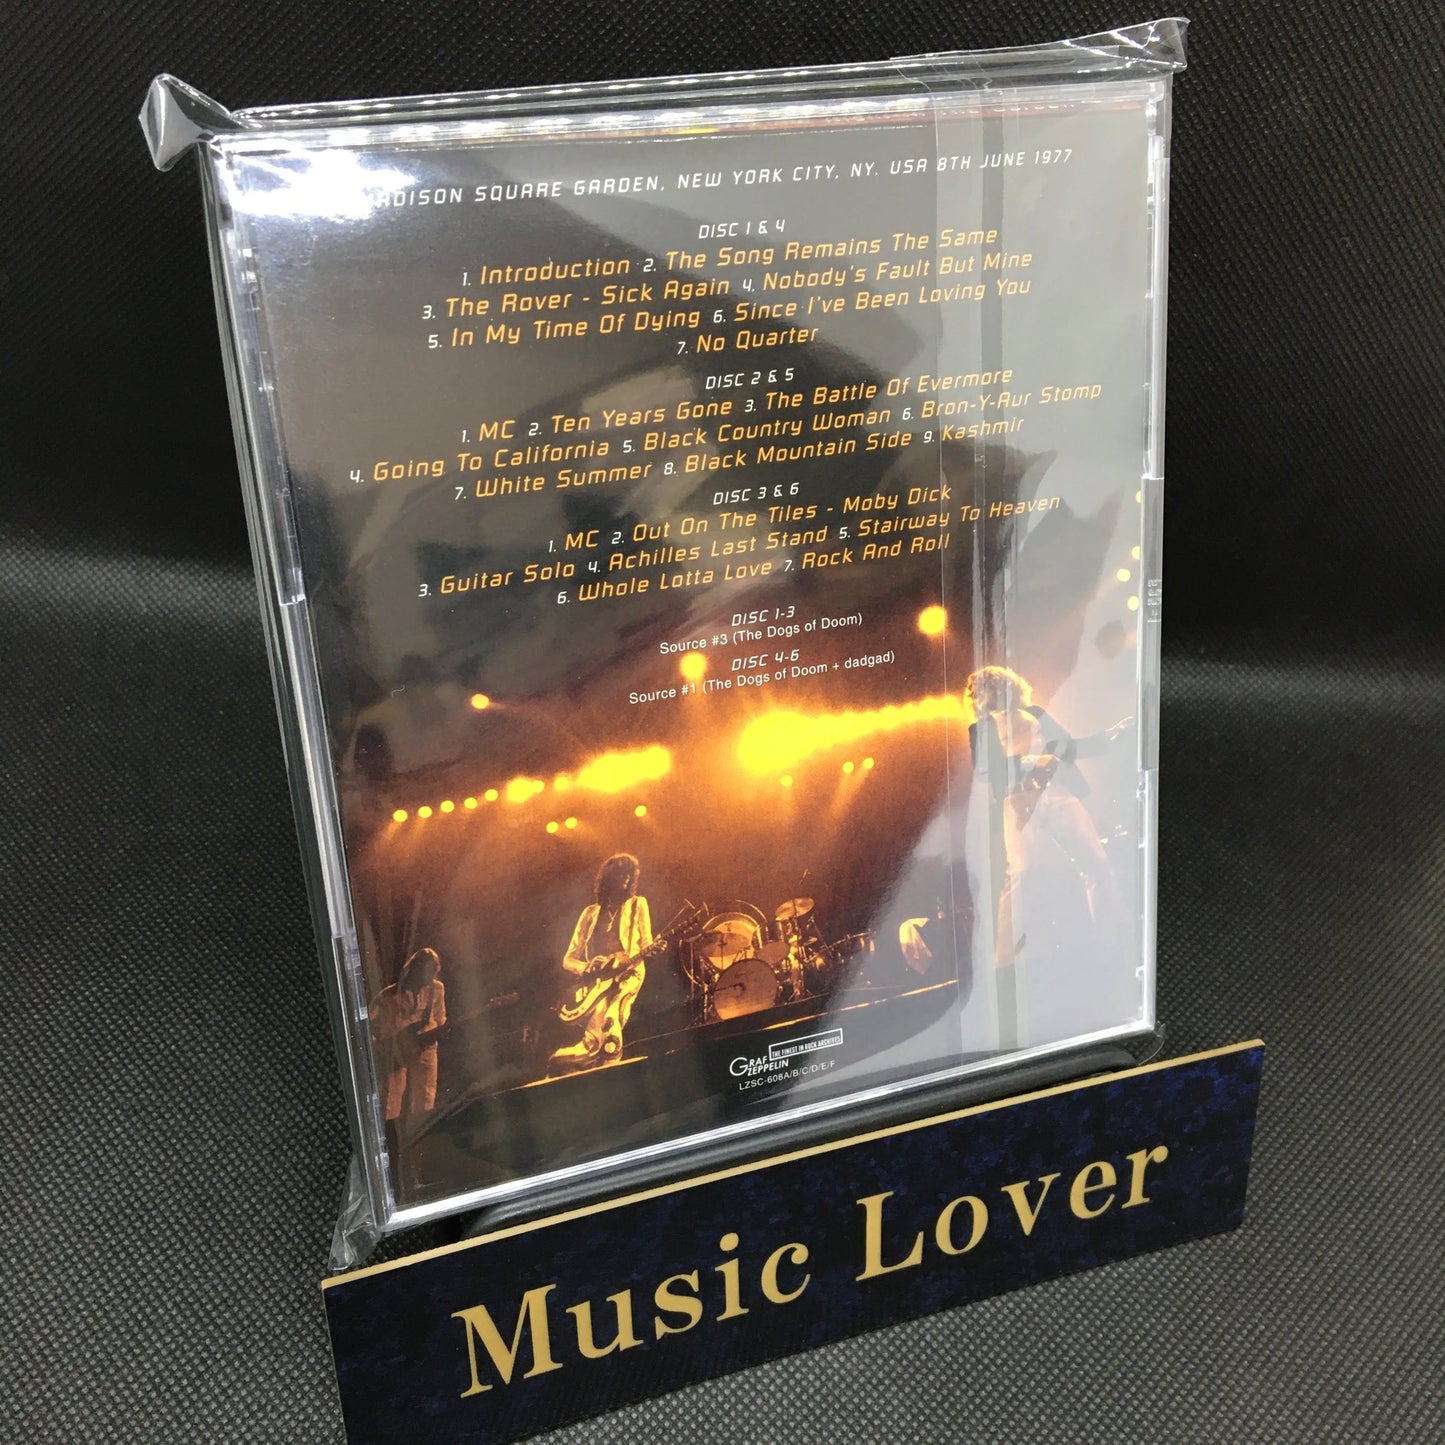 SQUARE GARDEN, NEW YORK CITY, NY. USA 8TH JUNE 1977
DISC 1 & 4
1. Introduction 2. The Song Remains The Same
3. The Rover - Sick Again 4. Nobody's Fault But Mine
5. In My Time Of Dying 6. Since I've Been Loving You
7. No Quarter
DISC 2 & 5
1. MC 2. Ten Years Gone 3. The Battle Of Evermore
4. Going To California 5. Black Country Woman 6. Bron-Y-Aur Stomp
7. White Summer 8. Black Mountain Side 9. Kashmir
DISC 3 & 6
1. MC 2. Out On The Tiles - Moby Dick
3. Guitar Solo 4. Achilles Last Stand 5. Stairway To Heaven
6. Whole Lotta Love 7. Rock And Roll
DISC 1-3
Source #3 (The Dogs of Doom)
DISC 4-6
Source #1 (The Dogs of Doom + dadgad)
GRAF ZEPPELIN
THE FINEST IN ROCK ARCHIVES
LZSC-608A/B/C/D/E/F
Music Lover